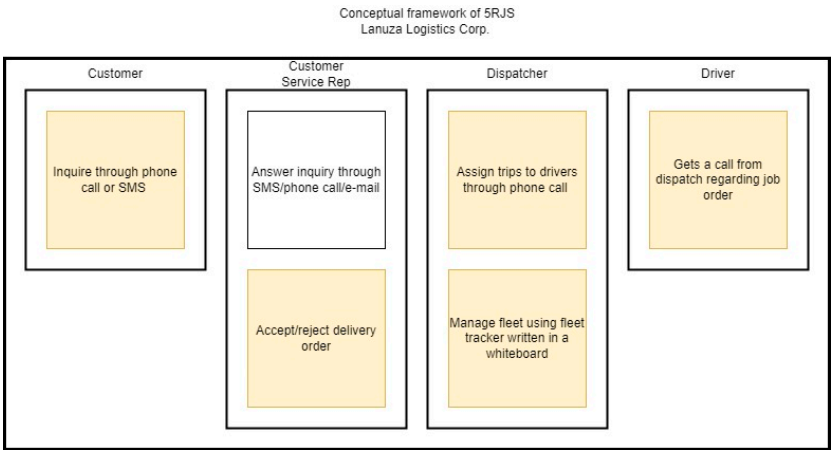 Conceptual framework of 5RJS
Lanuza Logistics Corp.
Customer
Customer
Service Rep
Dispatcher
Driver
Inquire through phone
call or SMS
Answer inquiry through
SMS/phone call/e-mail
Assign trips to drivers
through phone call
Gets a call from
dispatch regarding job
order
Accept/reject delivery
order
Manage fleet using fleet
tracker written in a
whiteboard